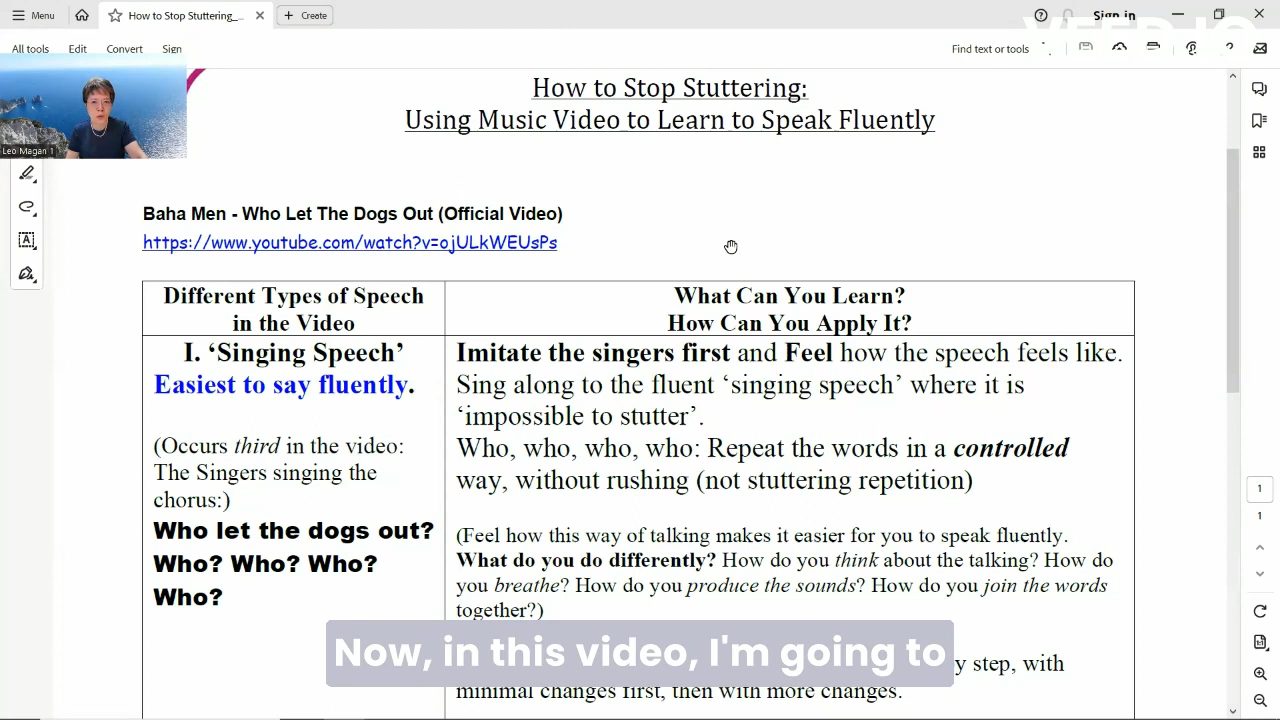 Menu
How to Stop Stuttering_...
Create
Sign in
VEED.IO
All tools
Edit
Convert
Sign
Find text or tools
Leo Magan 1
How to Stop Stuttering:
Using Music Video to Learn to Speak Fluently
Baha Men - Who Let The Dogs Out (Official Video)
https://www.youtube.com/watch?v=ojULkWEUsPs
Different Types of Speech
in the Video
What Can You Learn?
How Can You Apply It?
I. ‘Singing Speech’
Easiest to say fluently.
(Occurs third in the video:
The Singers singing the
chorus:)
Who let the dogs out?
Who? Who? Who?
Who?
Imitate the singers first and Feel how the speech feels like.
Sing along to the fluent ‘singing speech’ where it is
‘impossible to stutter’.
Who, who, who, who: Repeat the words in a controlled
way, without rushing (not stuttering repetition)
(Feel how this way of talking makes it easier for you to speak fluently.
What do you do differently? How do you think about the talking? How do
you breathe? How do you produce the sounds? How do you join the words
together?)
step, with
minimal changes first, then with more changes.
Now, in this video, I'm going to
1
1